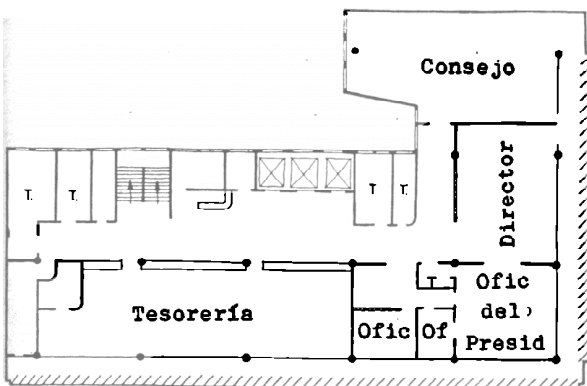 Consejo
Director
T.
T.
T
T.
Tesorería
T
Ofic
del
Presid
Ofic
Of